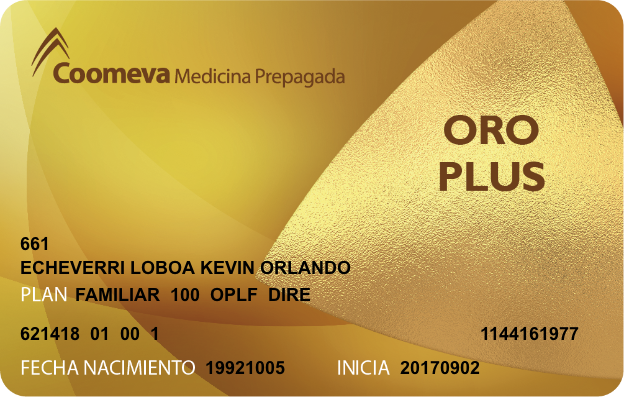 Coomeva Medicina Prepagada
ORO
PLUS
661
ECHEVERRI LOBOA KEVIN ORLANDO
PLAN FAMILIAR 100 OPLF DIRE
621418 01 00 1 1144161977
FECHA NACIMIENTO 19921005 INICIA 20170902